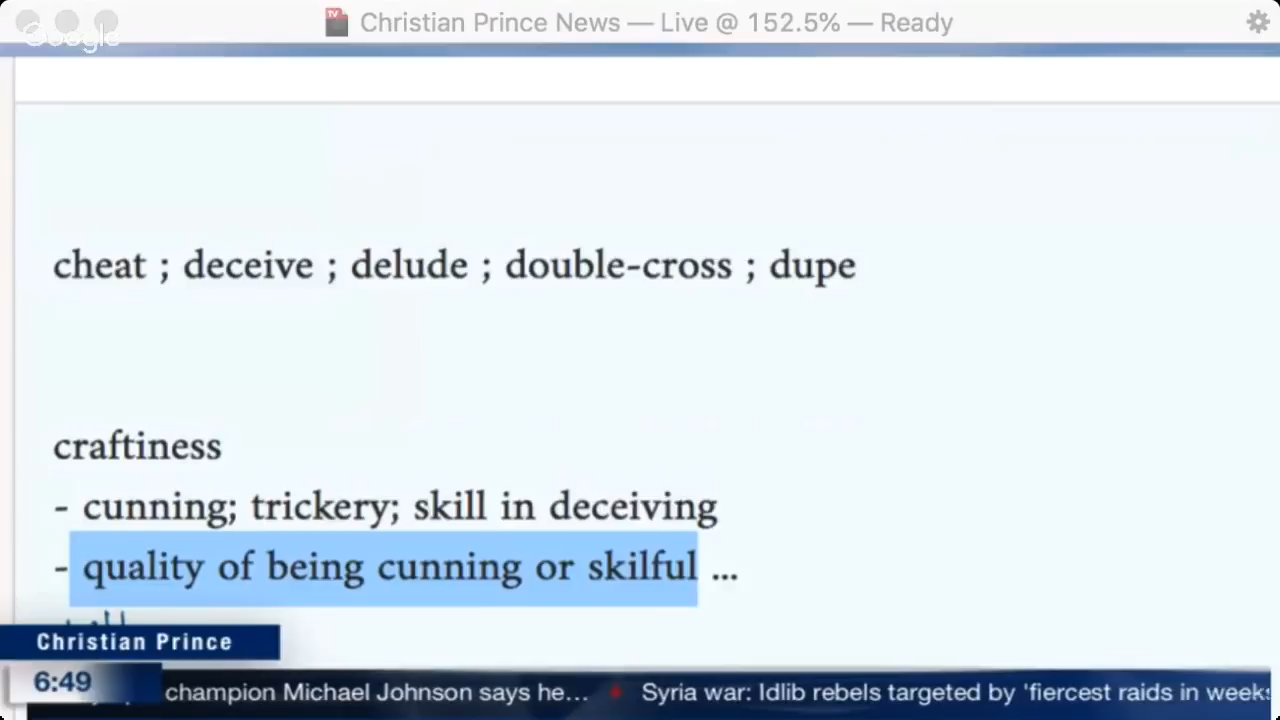 Google
Christian Prince News — Live @ 152.5% — Ready
cheat ; deceive ; delude ; double-cross ; dupe
craftiness
- cunning; trickery; skill in deceiving
- quality of being cunning or skilful ...
Christian Prince
6:49
champion Michael Johnson says he... Syria war: Idlib rebels targeted by 'fiercest raids in weeks